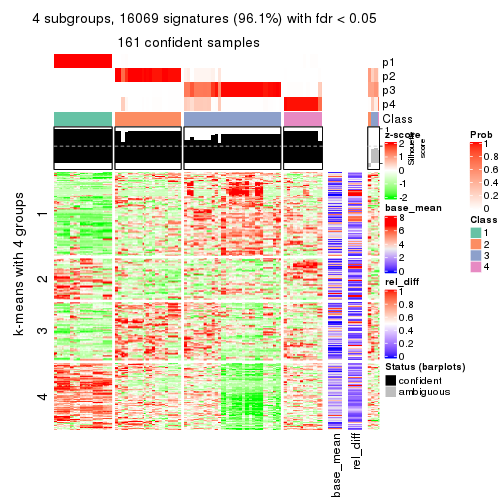 4 subgroups, 16069 signatures (96.1%) with fdr < 0.05
161 confident samples
p1
p2
p3
p4
Class
Silhouette
score
k-means with 4 groups
1
2
3
4
base_mean
rel_diff
z-score
2
1
0
-1
-2
base_mean
8
6
4
2
0
rel_diff
1
0.8
0.6
0.4
0.2
0
Status (barplots)
confident
ambiguous
Prob
1
0.8
0.6
0.4
0.2
0
Class
1
2
3
4